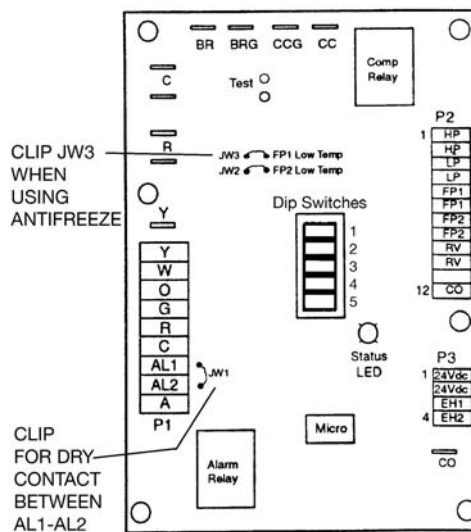 BR BRG CCG CC
Comp
Relay
C
Test
R
CLIP JW3
WHEN
USING
ANTIFREEZE
JW3 FP1 Low Temp
JW2 FP2 Low Temp
Y
Dip Switches
1
2
3
4
5
P2
1 HP
HP
LP
LP
FP1
FP1
FP2
FP2
RV
RV
12 CO
Y
W
O
G
R
C
AL1
AL2
A
P1
JW1
Status
LED
P3
1 24Vdc
24Vdc
EH1
4 EH2
CO
Micro
Alarm
Relay
CLIP
FOR DRY
CONTACT
BETWEEN
AL1-AL2